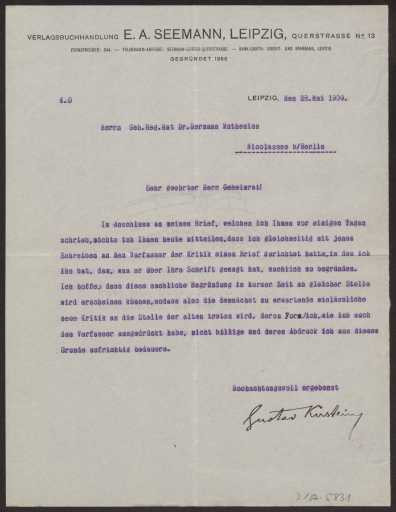 VERLAGSBUCHHANDLUNG E. A. SEEMANN, LEIPZIG, QUERSTRASSE No 13
GEGRÜNDET 1858
LEIPZIG, den 28. Mai 1909.
Herrn Geh.Reg.Rat Dr.Hermann Muthesius
Nicolassee b/Berlin
Sehr geehrter Herr Geheimrat!
Im Anschluss an meinen Brief, welchen ich Ihnen vor einigen Tagen
schrieb,möchte ich Ihnen heute mitteilen,dass ich gleichzeitig mit jenem
Schreiben an den Verfasser der Kritik einen Brief gerichtet hatte,in dem ich
ihn bat, das, was er über Ihre Schrift gesagt hat, sachlich zu begründen.
Ich hoffe, dass diese sachliche Begründung in kurzer Zeit an gleicher Stelle
wird erscheinen können,sodass also die demnächst zu erwartende
neue Kritik an die Stelle der alten treten wird, deren Form ich,wie ich auch
dem Verfasser ausgedrückt habe, nicht billige und deren Abdruck ich aus diesem
Grunde aufrichtig bedauere.
Hochachtungsvoll ergebenst
Gustav Kirstein